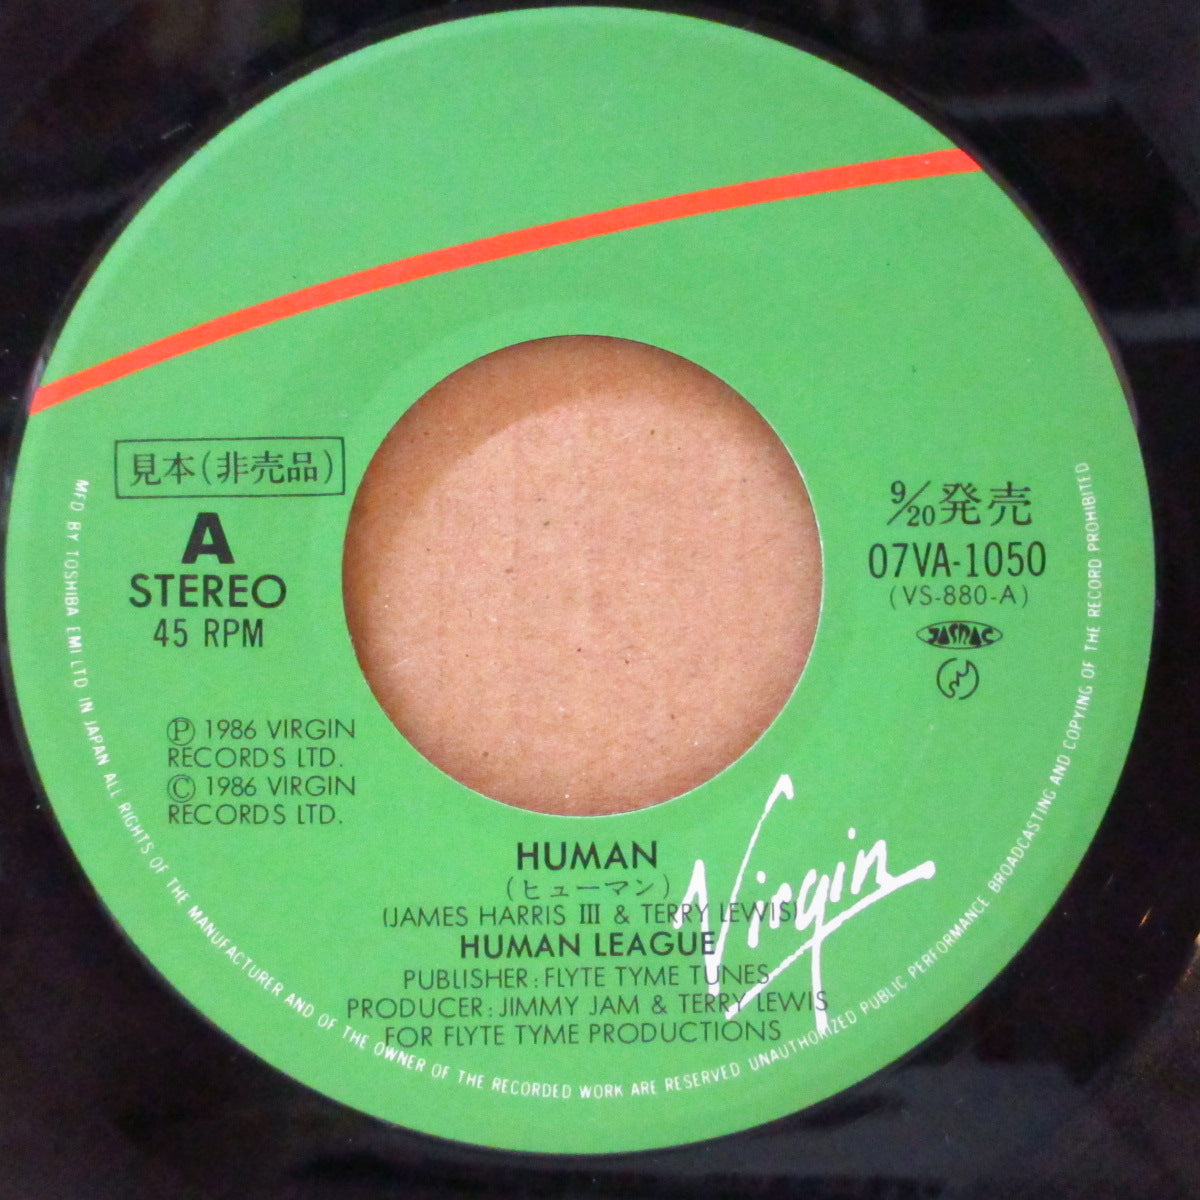 見本(非売品)
A
STEREO
45 RPM
9/20発売
07VA-1050
(VS-880-A)
JASRAC
Ⓟ 1986 VIRGIN
RECORDS LTD.
© 1986 VIRGIN
RECORDS LTD.
HUMAN
(ヒューマン)
(JAMES HARRIS III & TERRY LEWIS)
HUMAN LEAGUE
PUBLISHER: FLYTE TYME TUNES
PRODUCER: JIMMY JAM & TERRY LEWIS
FOR FLYTE TYME PRODUCTIONS
Virgin
MFD BY TOSHIBA EMI LTD IN JAPAN ALL RIGHTS OF THE MANUFACTURER AND OF THE OWNER OF THE RECORDED WORK ARE RESERVED UNAUTHORIZED PUBLIC PERFORMANCE BROADCASTING AND COPYING OF THE RECORD PROHIBITED